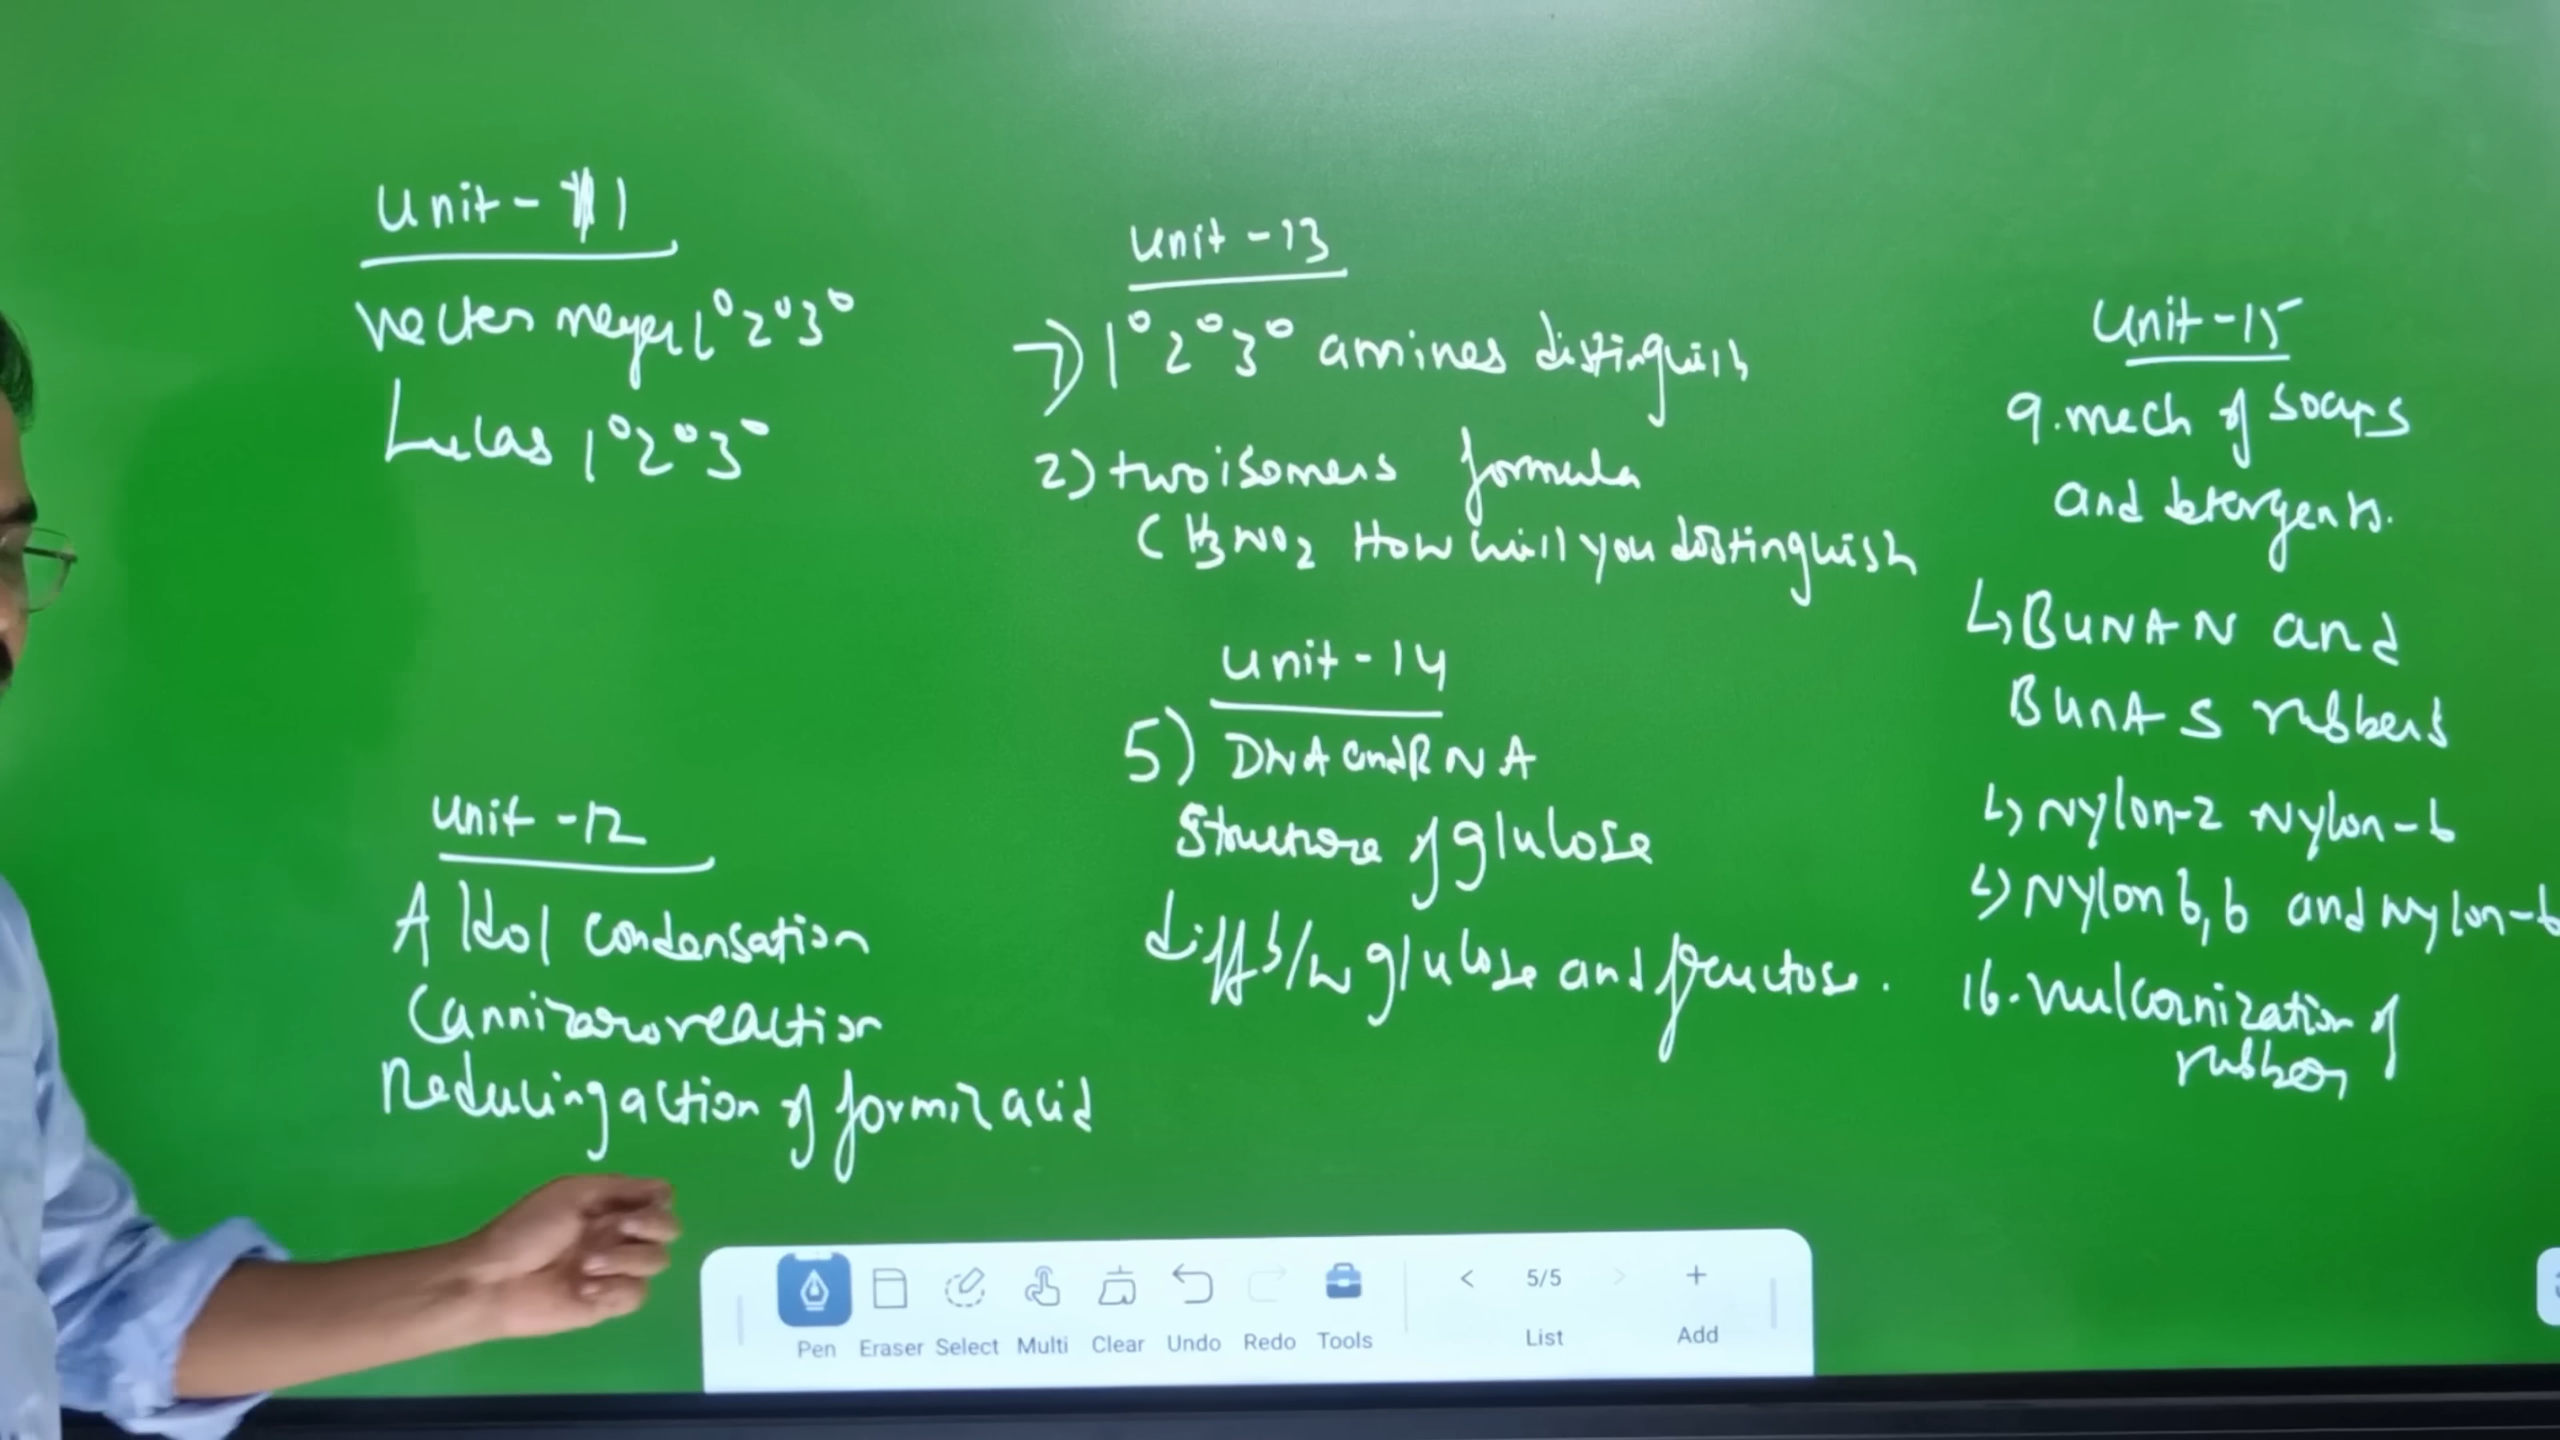 Unit - 11
Victer meyer 1° 2° 3°
Lucas 1° 2° 3°
Unit - 12
Aldol condensation
Cannizaro reaction
Reducing action of formic acid
Unit - 13
7) 1° 2° 3° amines distinguish
2) two isomers formula
CH3NO2 How will you distinguish
Unit - 14
5) DNA and RNA
Structure of glucose
diff b/w glucose and fructose.
Unit - 15
9. mech of soaps
and detergents.
↳ BUNA N and
BUNA S rubbers
↳ Nylon-2 Nylon-6
↳ Nylon 6,6 and nylon-6
16. Vulcanization of
rubber
Pen Eraser Select Multi Clear Undo Redo Tools < 5/5 > +
List Add